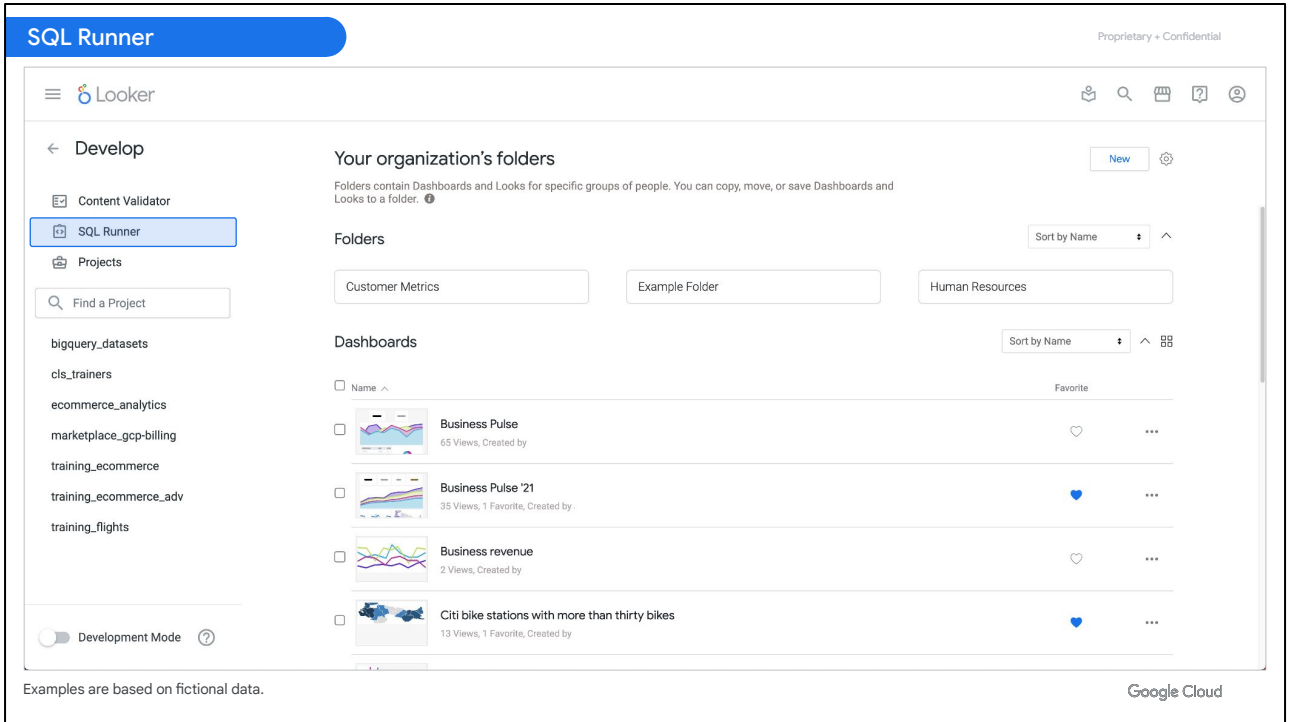 SQL Runner
Proprietary + Confidential
Looker
Develop
Content Validator
SQL Runner
Projects
Find a Project
bigquery_datasets
cls_trainers
ecommerce_analytics
marketplace_gcp-billing
training_ecommerce
training_ecommerce_adv
training_flights
Development Mode
Your organization's folders
New
Folders contain Dashboards and Looks for specific groups of people. You can copy, move, or save Dashboards and
Looks to a folder.
Folders
Sort by Name
Customer Metrics
Example Folder
Human Resources
Dashboards
Sort by Name
Name
Favorite
Business Pulse
65 Views, Created by
Business Pulse '21
35 Views, 1 Favorite, Created by
Business revenue
2 Views, Created by
Citi bike stations with more than thirty bikes
13 Views, 1 Favorite, Created by
Examples are based on fictional data.
Google Cloud